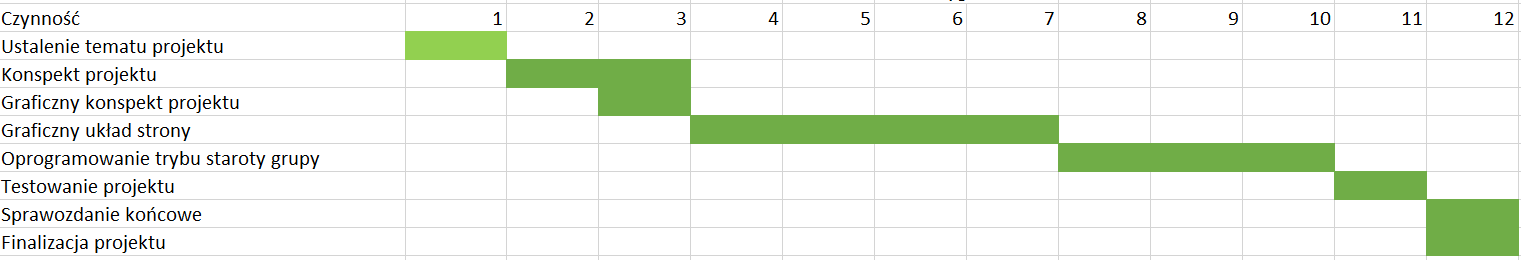 Czynność 1 2 3 4 5 6 7 8 9 10 11 12
Ustalenie tematu projektu
Konspekt projektu
Graficzny konspekt projektu
Graficzny układ strony
Oprogramowanie trybu staroty grupy
Testowanie projektu
Sprawozdanie końcowe
Finalizacja projektu